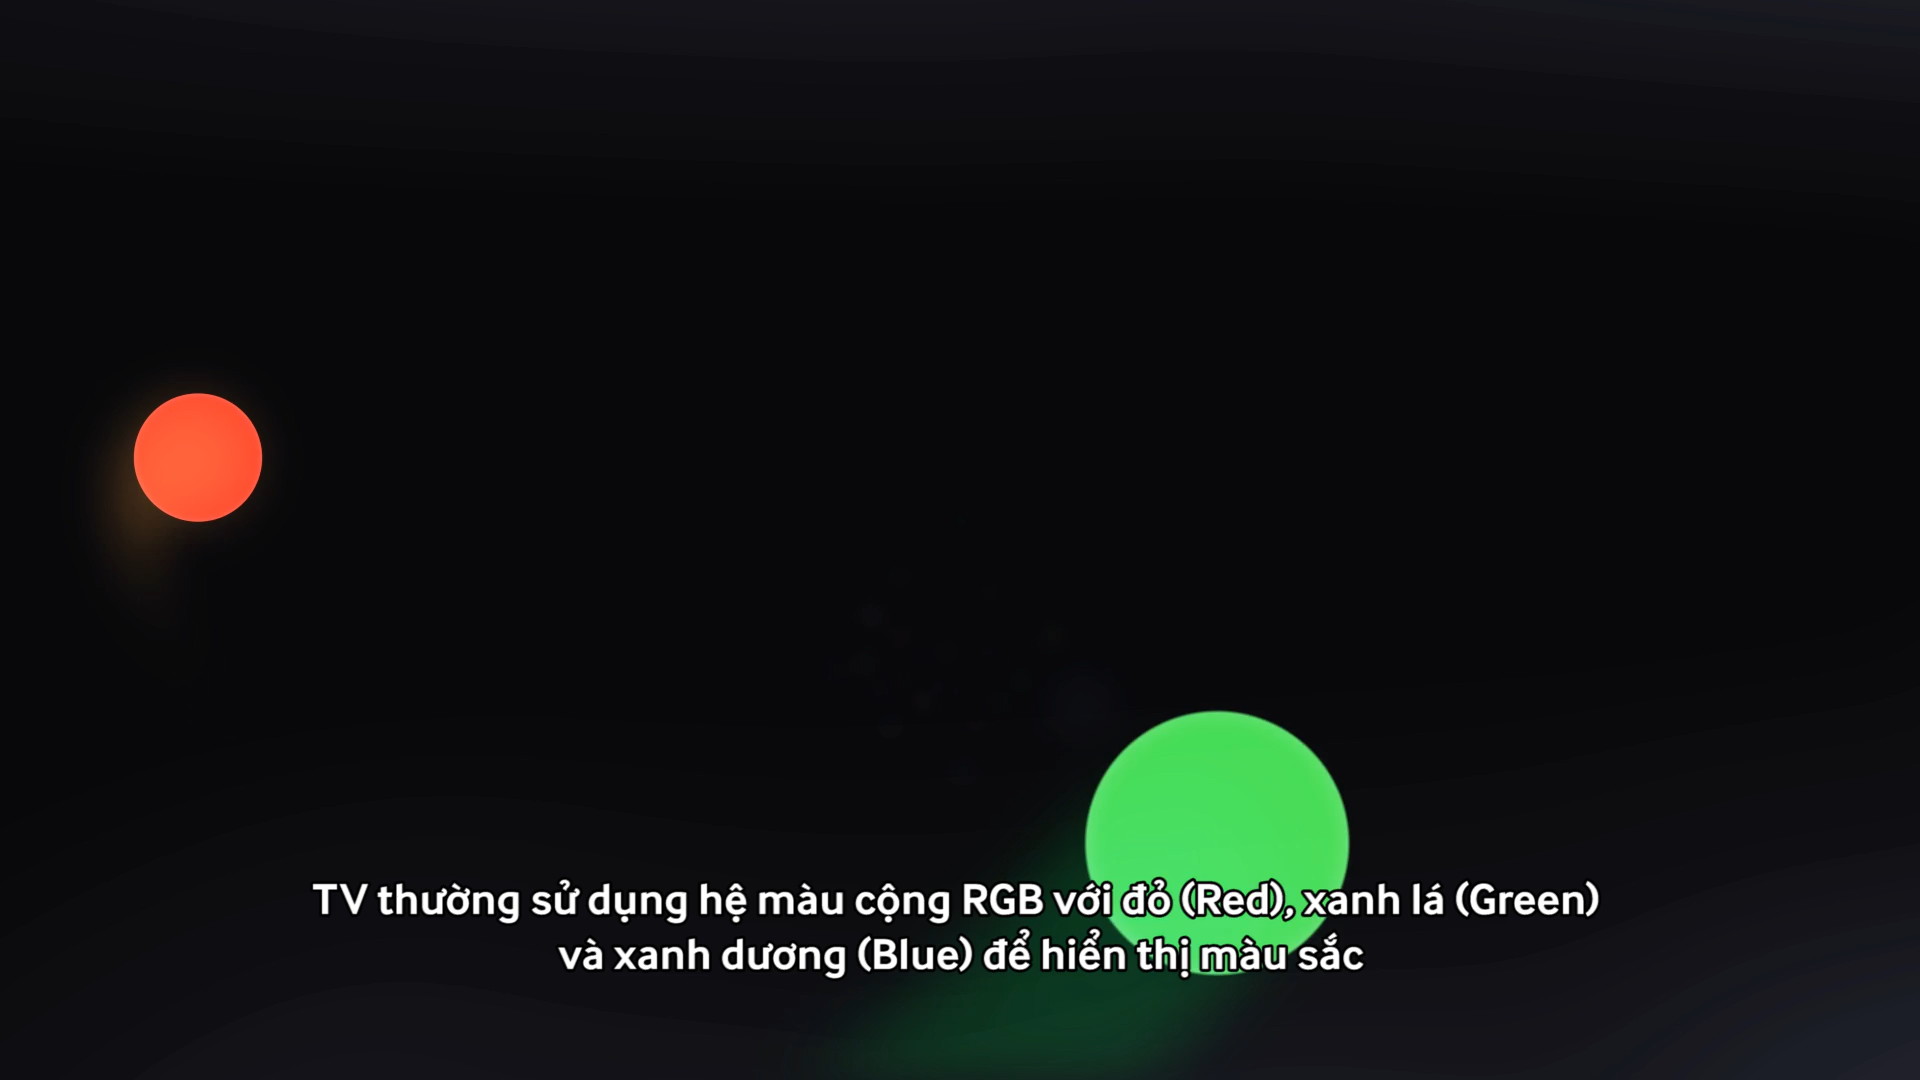 TV thường sử dụng hệ màu cộng RGB với đỏ (Red), xanh lá (Green)
và xanh dương (Blue) để hiển thị màu sắc